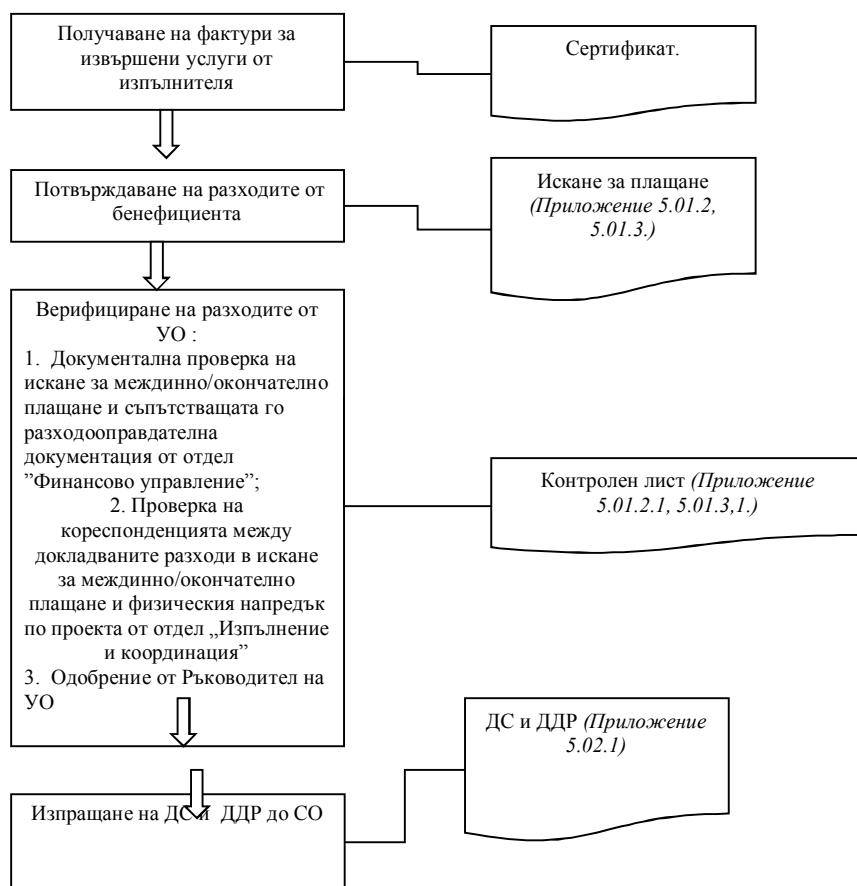 Получаване на фактури за
извършени услуги от
изпълнителя
Сертификат.
Потвърждаване на разходите от
бенефициента
Искане за плащане
(Приложение 5.01.2,
5.01.3.)
Верифициране на разходите от
УО :
1. Документална проверка на
искане за междинно/окончателно
плащане и съпътстващата го
разходооправдателна
документация от отдел
”Финансово управление”;
2. Проверка на
кореспонденцията между
докладваните разходи в искане
за междинно/окончателно
плащане и физическия напредък
по проекта от отдел „Изпълнение
и координация”
3. Одобрение от Ръководител на
УО
Контролен лист (Приложение
5.01.2.1, 5.01.3,1.)
ДС и ДДР (Приложение
5.02.1)
Изпращане на ДС и ДДР до СО